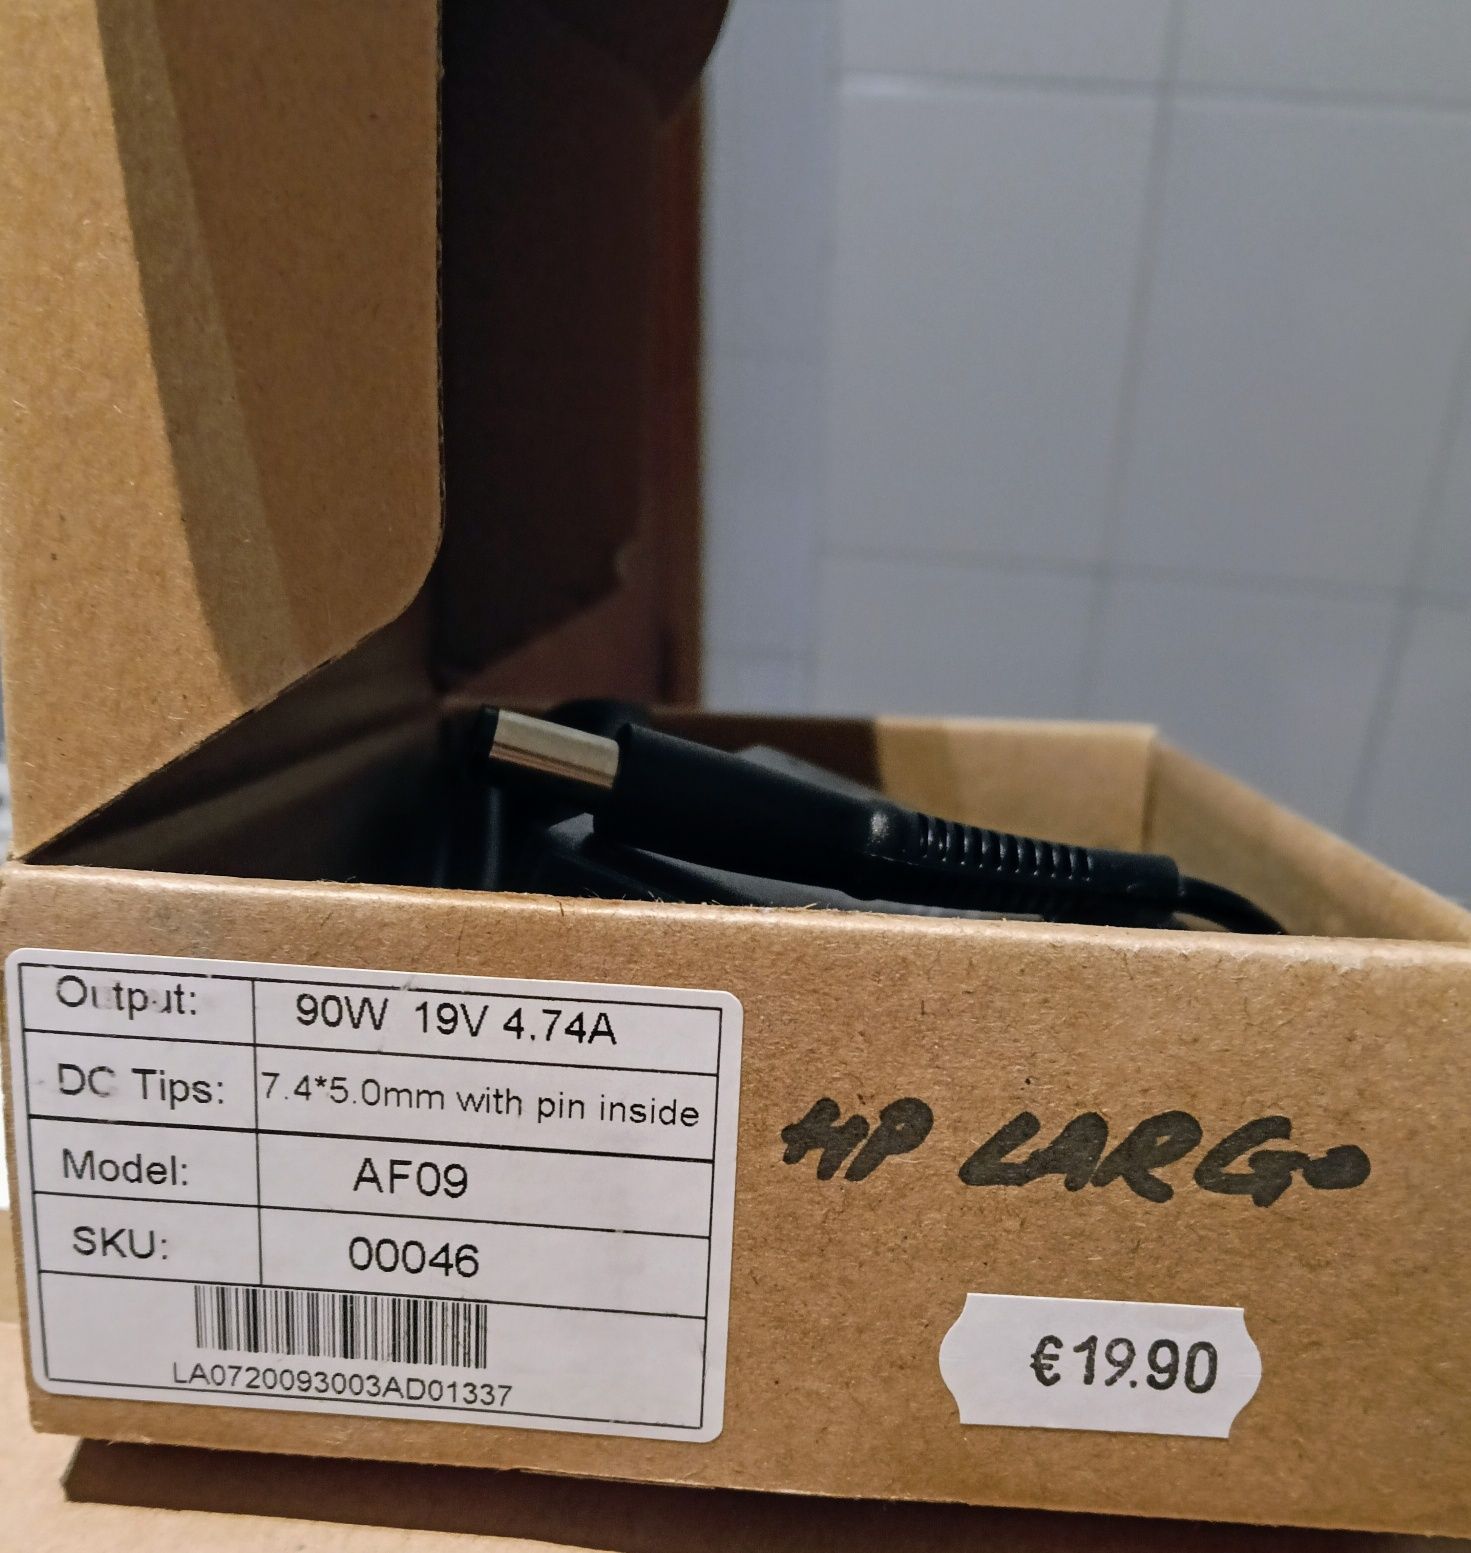 Output: 90W 19V 4.74A
DC Tips: 7.4*5.0mm with pin inside
Model: AF09
SKU: 00046
LA0720093003AD01337
HP LARGO
€19.90